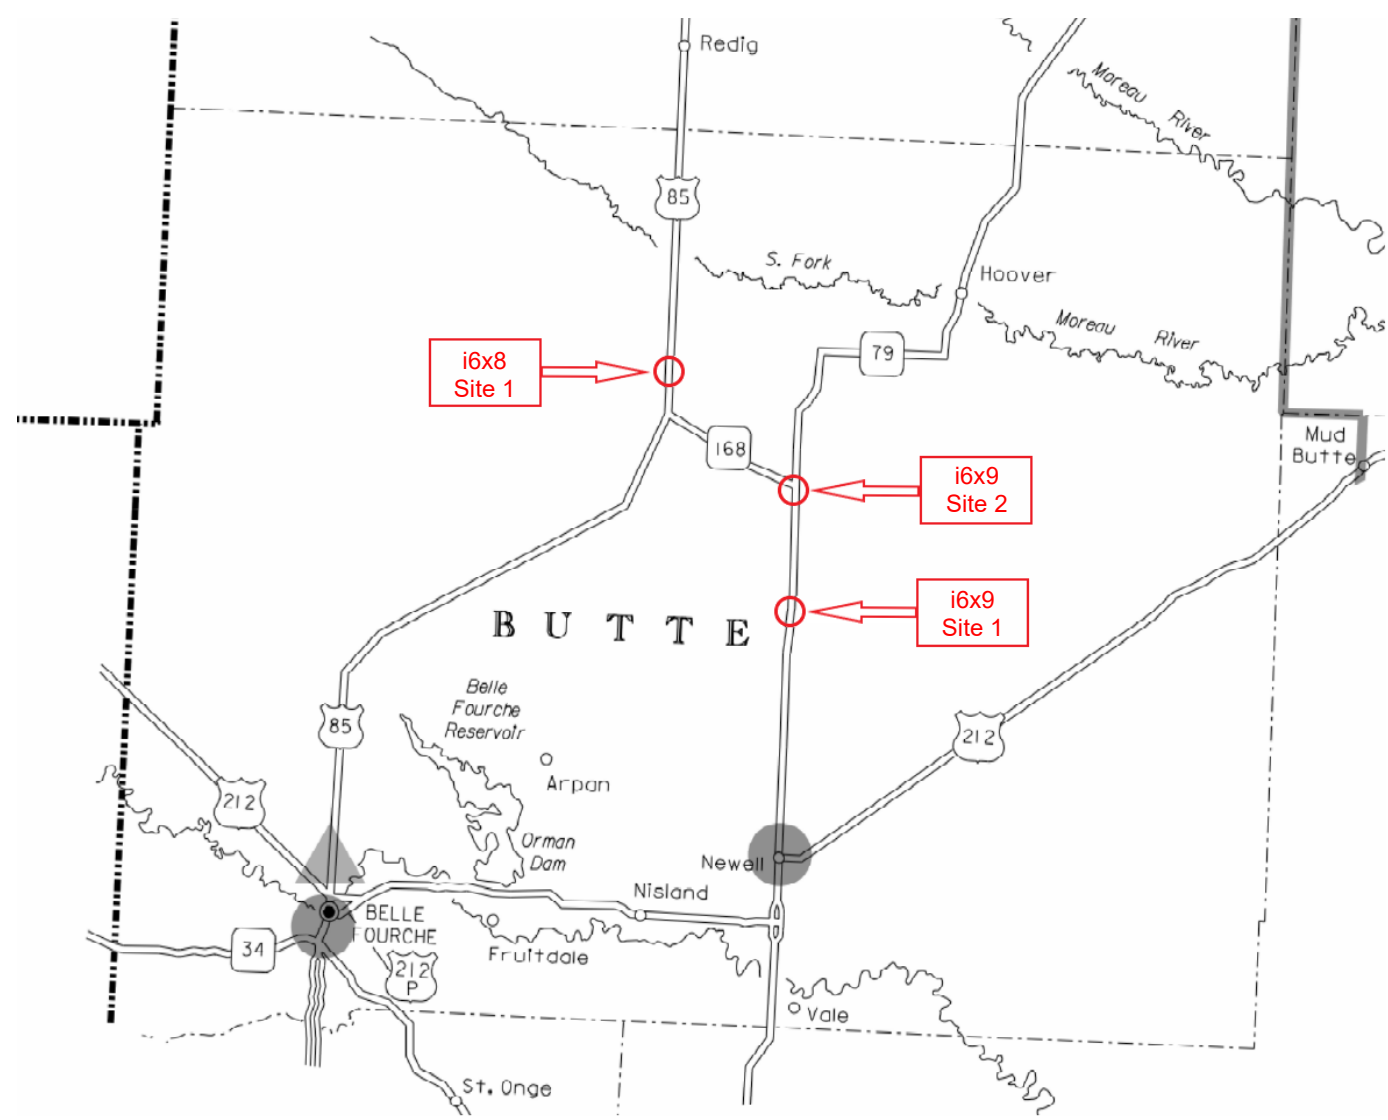 Redig
Moreau
River
85
S. Fork
Hoover
Moreau
River
79
i6x8
Site 1
168
Mud
Butte
i6x9
Site 2
i6x9
Site 1
BUTTE
Belle
Fourche
Reservoir
85
212
Arpan
212
Orman
Dam
Newell
Nisland
BELLE
FOURCHE
34
Fruitdale
212
P
Vale
St. Onge